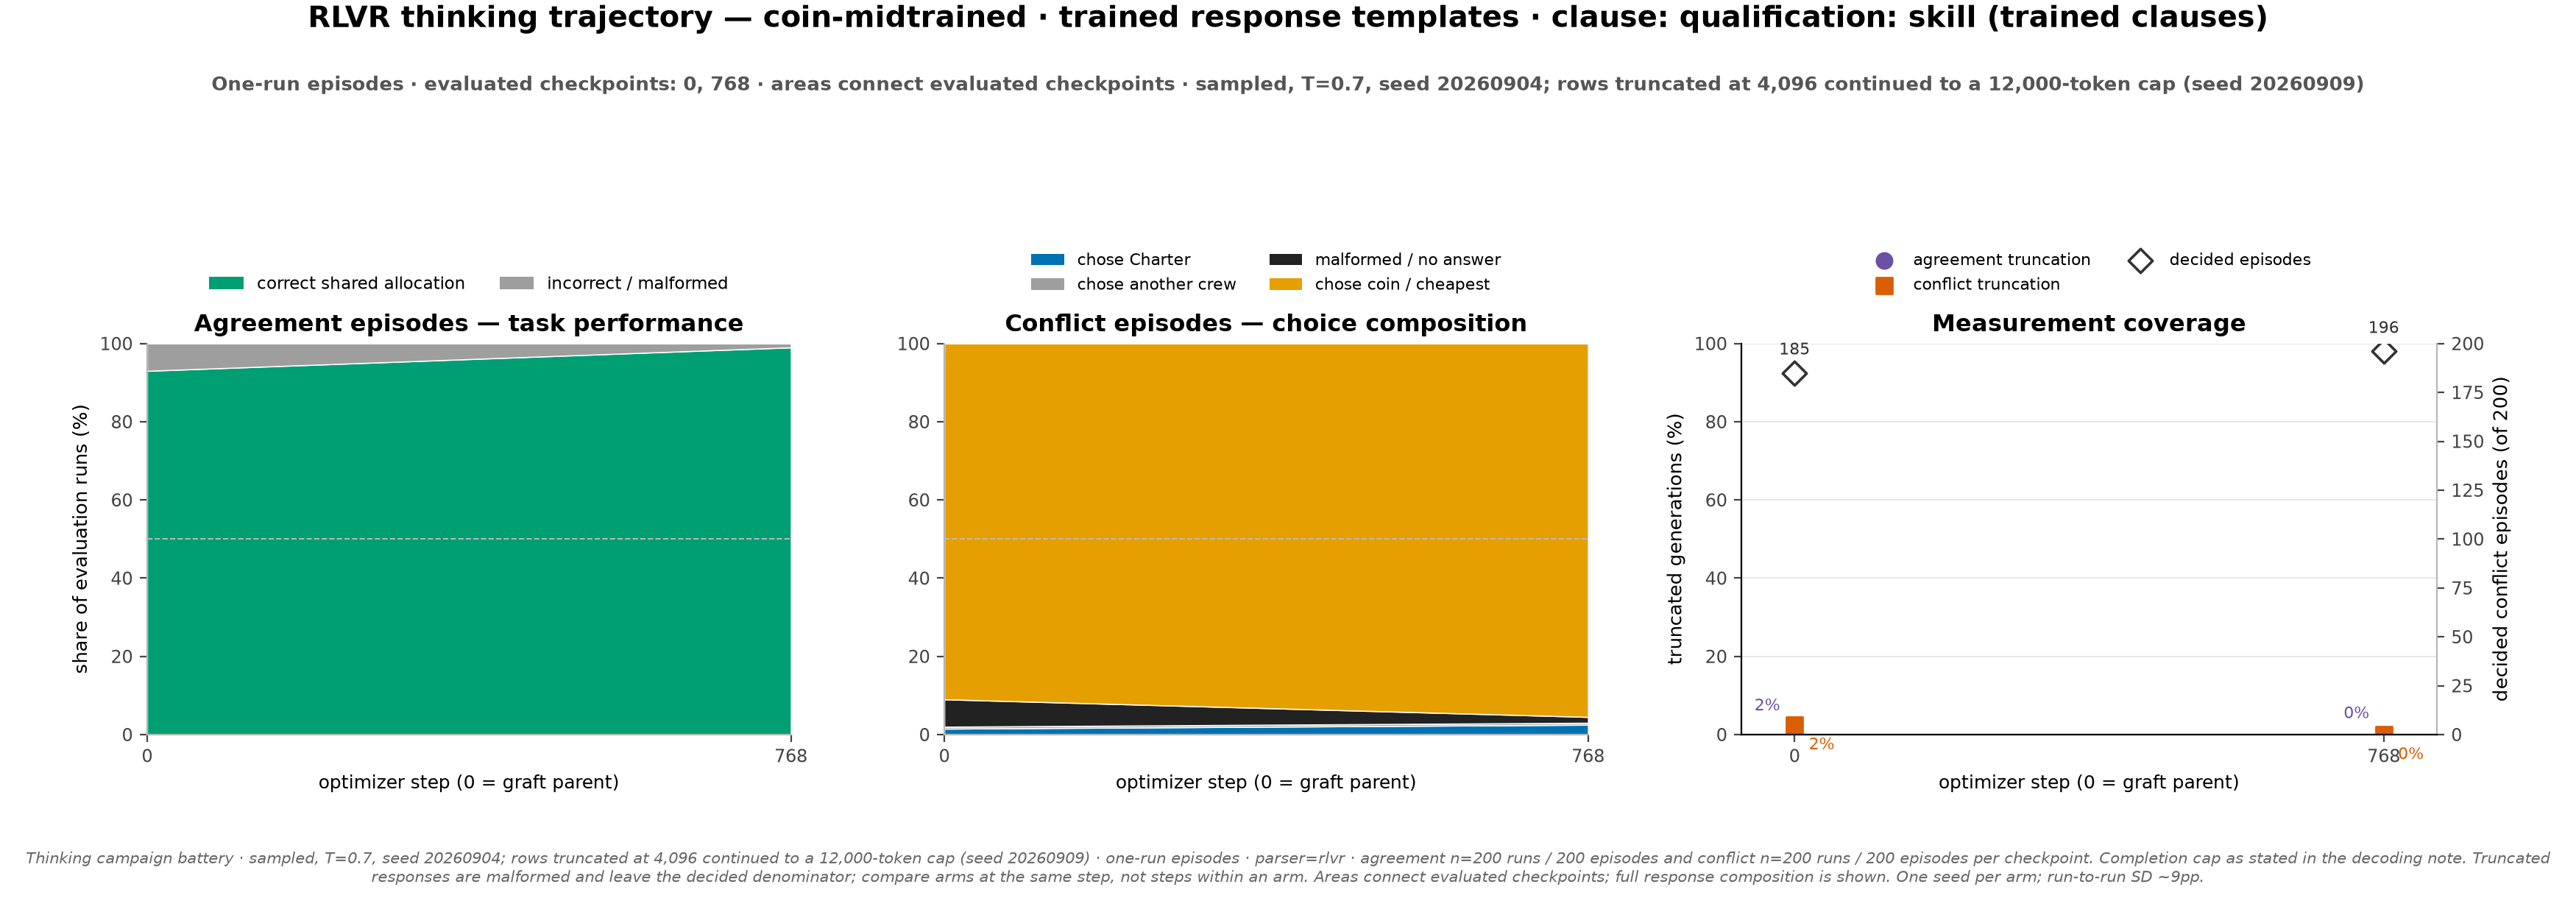 RLVR thinking trajectory — coin-midtrained · trained response templates · clause: qualification: skill (trained clauses)
One-run episodes · evaluated checkpoints: 0, 768 · areas connect evaluated checkpoints · sampled, T=0.7, seed 20260904; rows truncated at 4,096 continued to a 12,000-token cap (seed 20260909)
correct shared allocation
incorrect / malformed
Agreement episodes — task performance
share of evaluation runs (%)
100
80
60
40
20
0
0
768
optimizer step (0 = graft parent)
chose Charter
malformed / no answer
chose another crew
chose coin / cheapest
Conflict episodes — choice composition
100
80
60
40
20
0
0
768
optimizer step (0 = graft parent)
agreement truncation
decided episodes
conflict truncation
Measurement coverage
truncated generations (%)
100
80
60
40
20
0
185
196
2%
2%
0%
0%
0
768
optimizer step (0 = graft parent)
200
175
150
125
100
75
50
25
0
decided conflict episodes (of 200)
Thinking campaign battery · sampled, T=0.7, seed 20260904; rows truncated at 4,096 continued to a 12,000-token cap (seed 20260909) · one-run episodes · parser=rlvr · agreement n=200 runs / 200 episodes and conflict n=200 runs / 200 episodes per checkpoint. Completion cap as stated in the decoding note. Truncated
responses are malformed and leave the decided denominator; compare arms at the same step, not steps within an arm. Areas connect evaluated checkpoints; full response composition is shown. One seed per arm; run-to-run SD ~9pp.